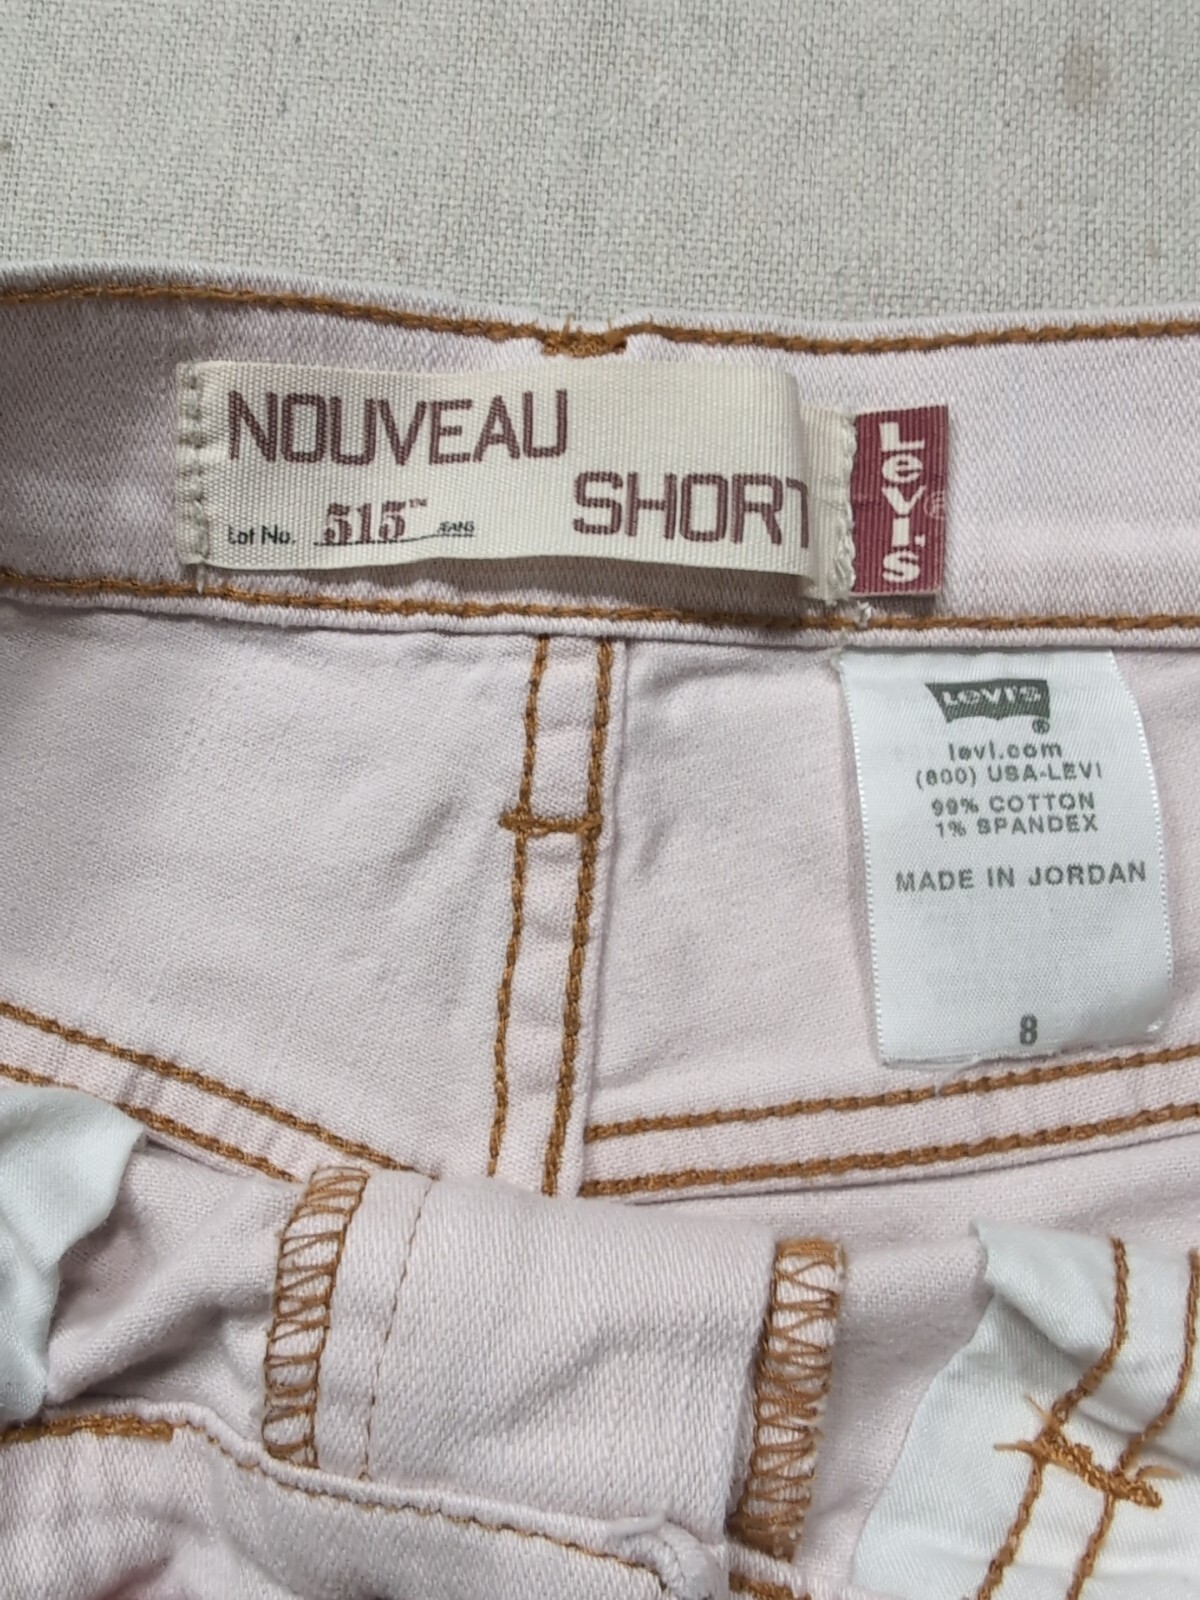 NOUVEAU
SHORT
Lot No. 515™ JEANS
Levi's®
LEVI'S
®
levi.com
(800) USA-LEVI
99% COTTON
1% SPANDEX
MADE IN JORDAN
8